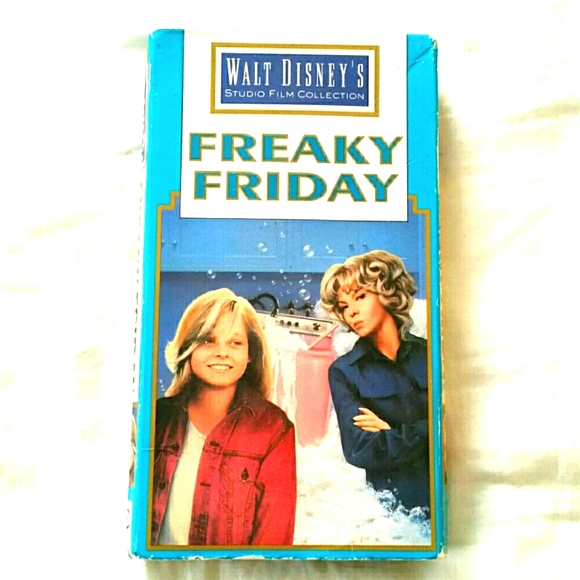 WALT DISNEY'S
STUDIO FILM COLLECTION
FREAKY
FRIDAY